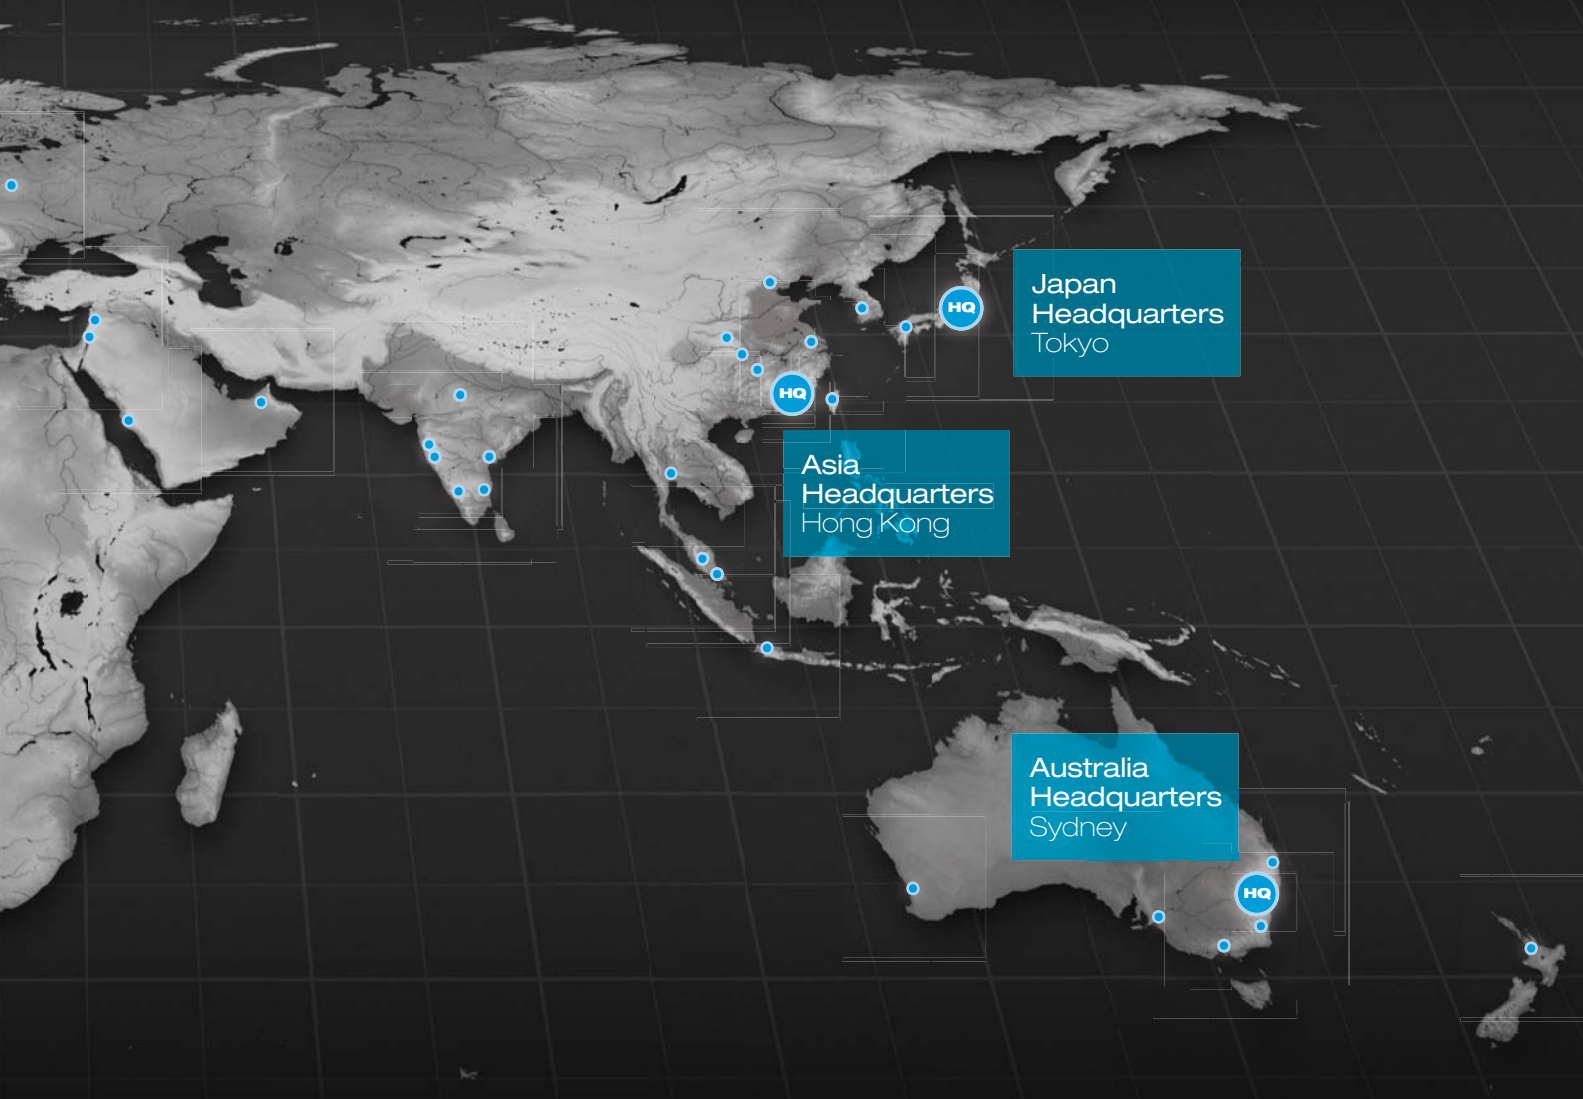 HQ
Japan
Headquarters
Tokyo
HQ
Asia
Headquarters
Hong Kong
Australia
Headquarters
Sydney
HQ